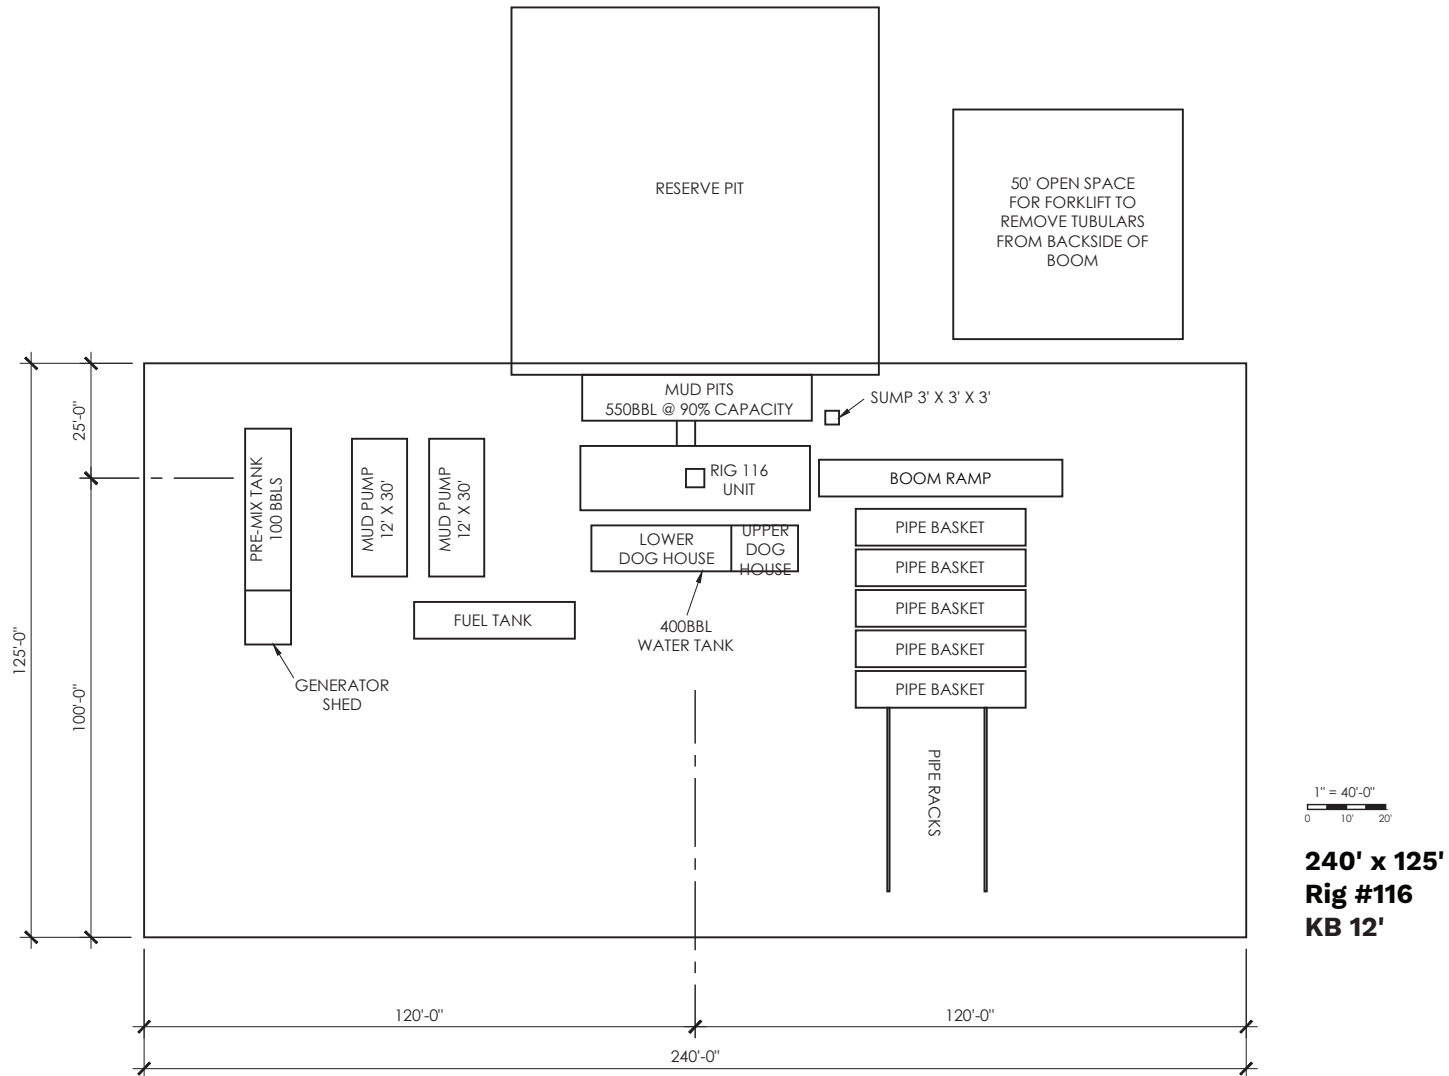 RESERVE PIT
50' OPEN SPACE
FOR FORKLIFT TO
REMOVE TUBULARS
FROM BACKSIDE OF
BOOM
MUD PITS
550BBL @ 90% CAPACITY
SUMP 3' X 3' X 3'
25'-0"
PRE-MIX TANK
100 BBLS
MUD PUMP
12' X 30'
MUD PUMP
12' X 30'
RIG 116
UNIT
BOOM RAMP
LOWER
DOG HOUSE
UPPER
DOG
HOUSE
PIPE BASKET
PIPE BASKET
PIPE BASKET
PIPE BASKET
PIPE BASKET
FUEL TANK
400BBL
WATER TANK
GENERATOR
SHED
125'-0"
100'-0"
PIPE RACKS
1" = 40'-0"
0 10' 20'
240' x 125'
Rig #116
KB 12'
120'-0"
120'-0"
240'-0"